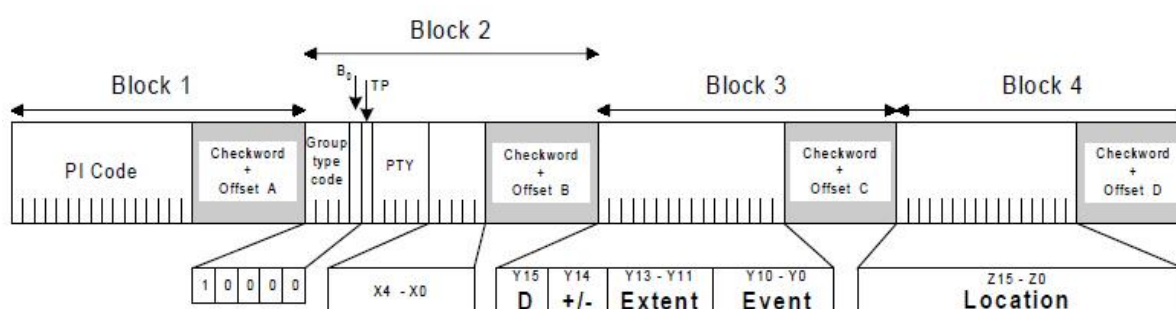 Block 2
B₀
TP
Block 1
Block 3
Block 4
PI Code
Checkword
+
Offset A
Group
type
code
PTY
Checkword
+
Offset B
Checkword
+
Offset C
Checkword
+
Offset D
1 0 0 0 0
X4 - X0
Y15 Y14 Y13 - Y11 Y10 - Y0
D +/- Extent Event
Z15 - Z0
Location